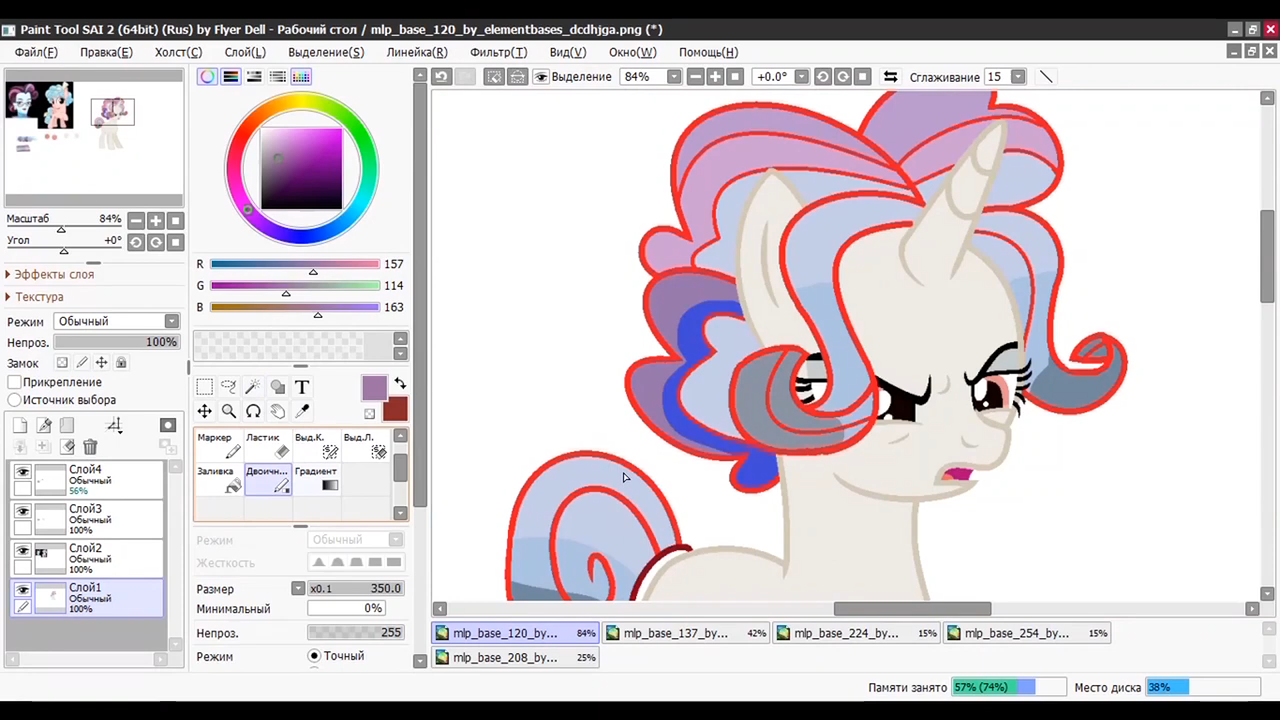 Paint Tool SAI 2 (64bit) (Rus) by Flyer Dell - Рабочий стол / mlp_base_120_by_elementbases_dcdhjga.png (*)
Файл(F) Правка(E) Холст(C) Слой(L) Выделение(S) Линейка(R) Фильтр(T) Вид(V) Окно(W) Помощь(H)
Выделение 84% +0.0° Сглаживание 15
Масштаб 84%
Угол +0°
Эффекты слоя
Текстура
Режим Обычный
Непроз. 100%
Замок
Прикрепление
Источник выбора
Слой4
Обычный
56%
Слой3
Обычный
100%
Слой2
Обычный
100%
Слой1
Обычный
100%
R 157
G 114
B 163
T
Маркер Ластик Выд.К. Выд.Л.
Заливка Двоичн... Градиент
Режим Обычный
Жесткость
Размер x0.1 350.0
Минимальный 0%
Непроз. 255
Режим Точный
mlp_base_120_by... 84% mlp_base_137_by... 42% mlp_base_224_by... 15% mlp_base_254_by... 15%
mlp_base_208_by... 25%
Памяти занято 57% (74%) Место диска 38%